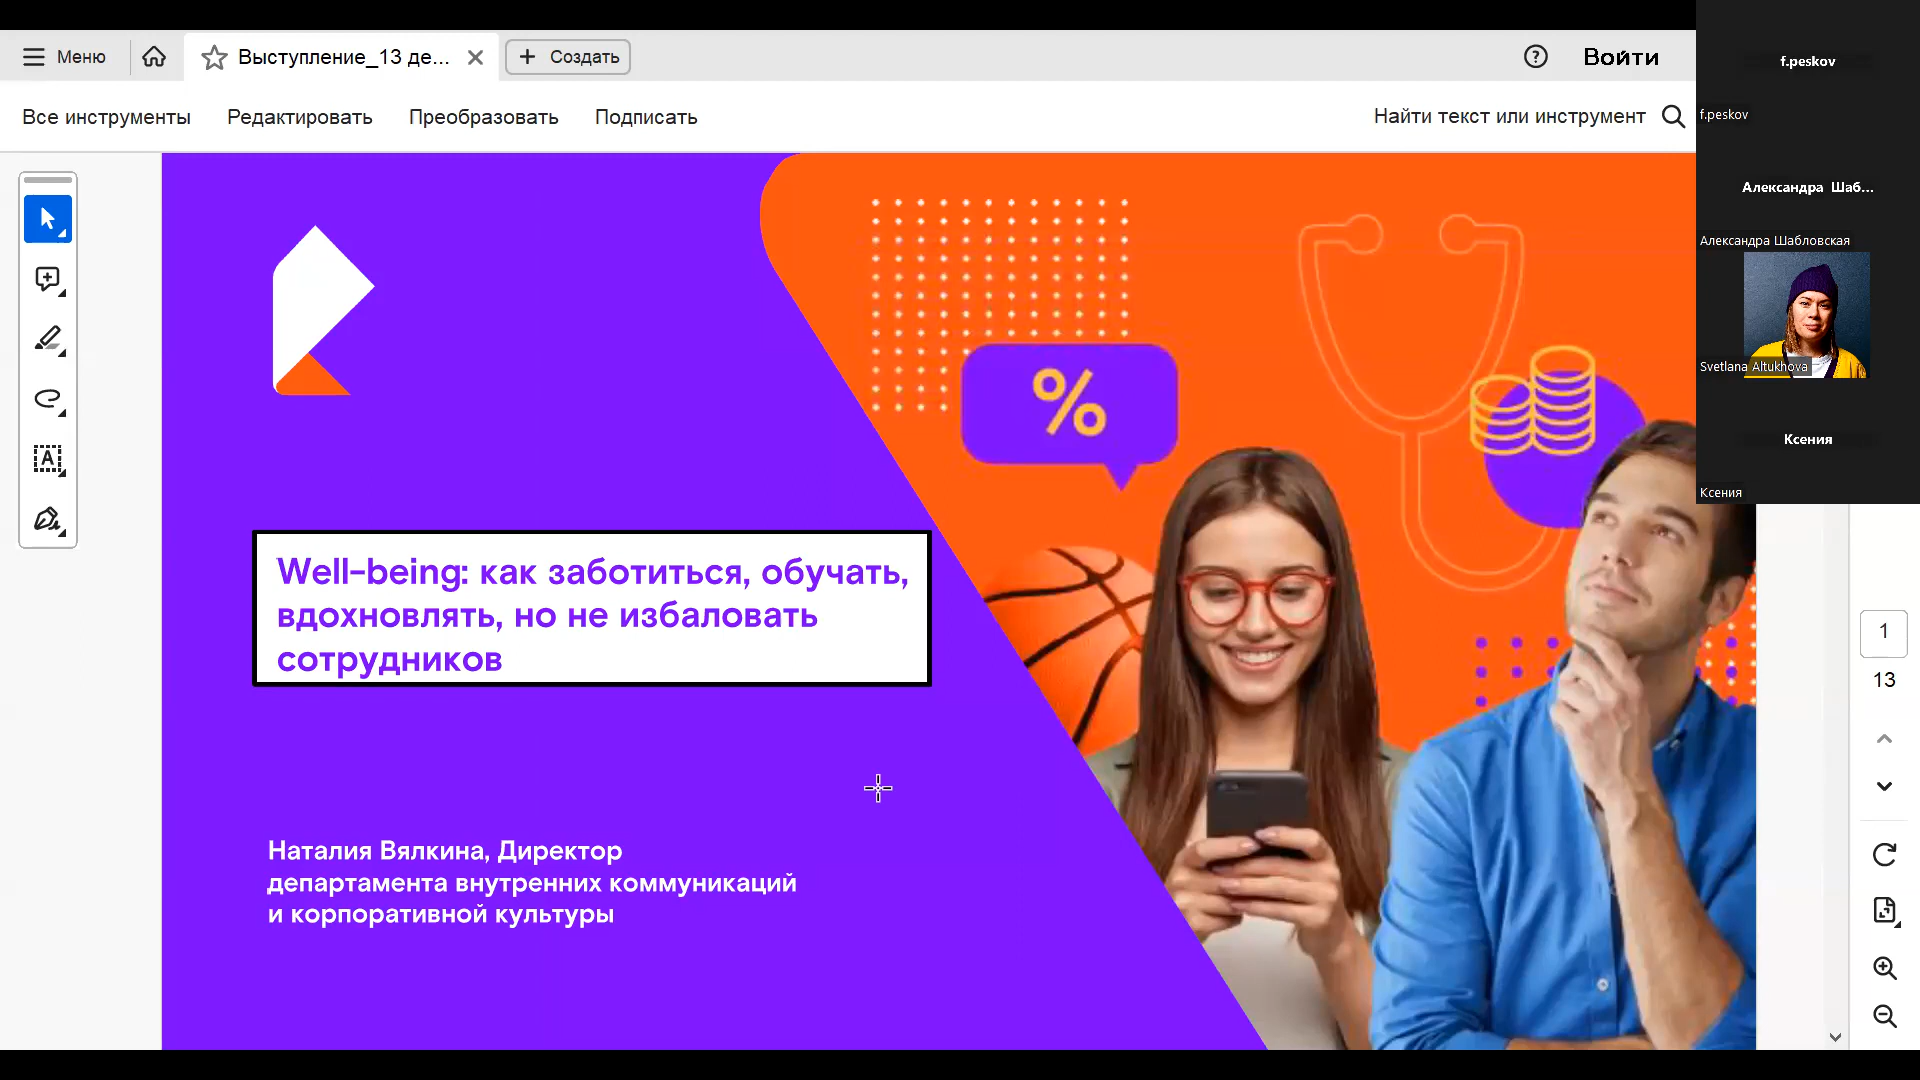 Меню
Выступление_13 де...
Создать
Войти
Все инструменты
Редактировать
Преобразовать
Подписать
Найти текст или инструмент
f.peskov
f.peskov
Александра Шаб...
Александра Шабловская
Svetlana Altukhova
Ксения
Ксения
%
A
Well-being: как заботиться, обучать,
вдохновлять, но не избаловать
сотрудников
Наталия Вялкина, Директор
департамента внутренних коммуникаций
и корпоративной культуры
1
13